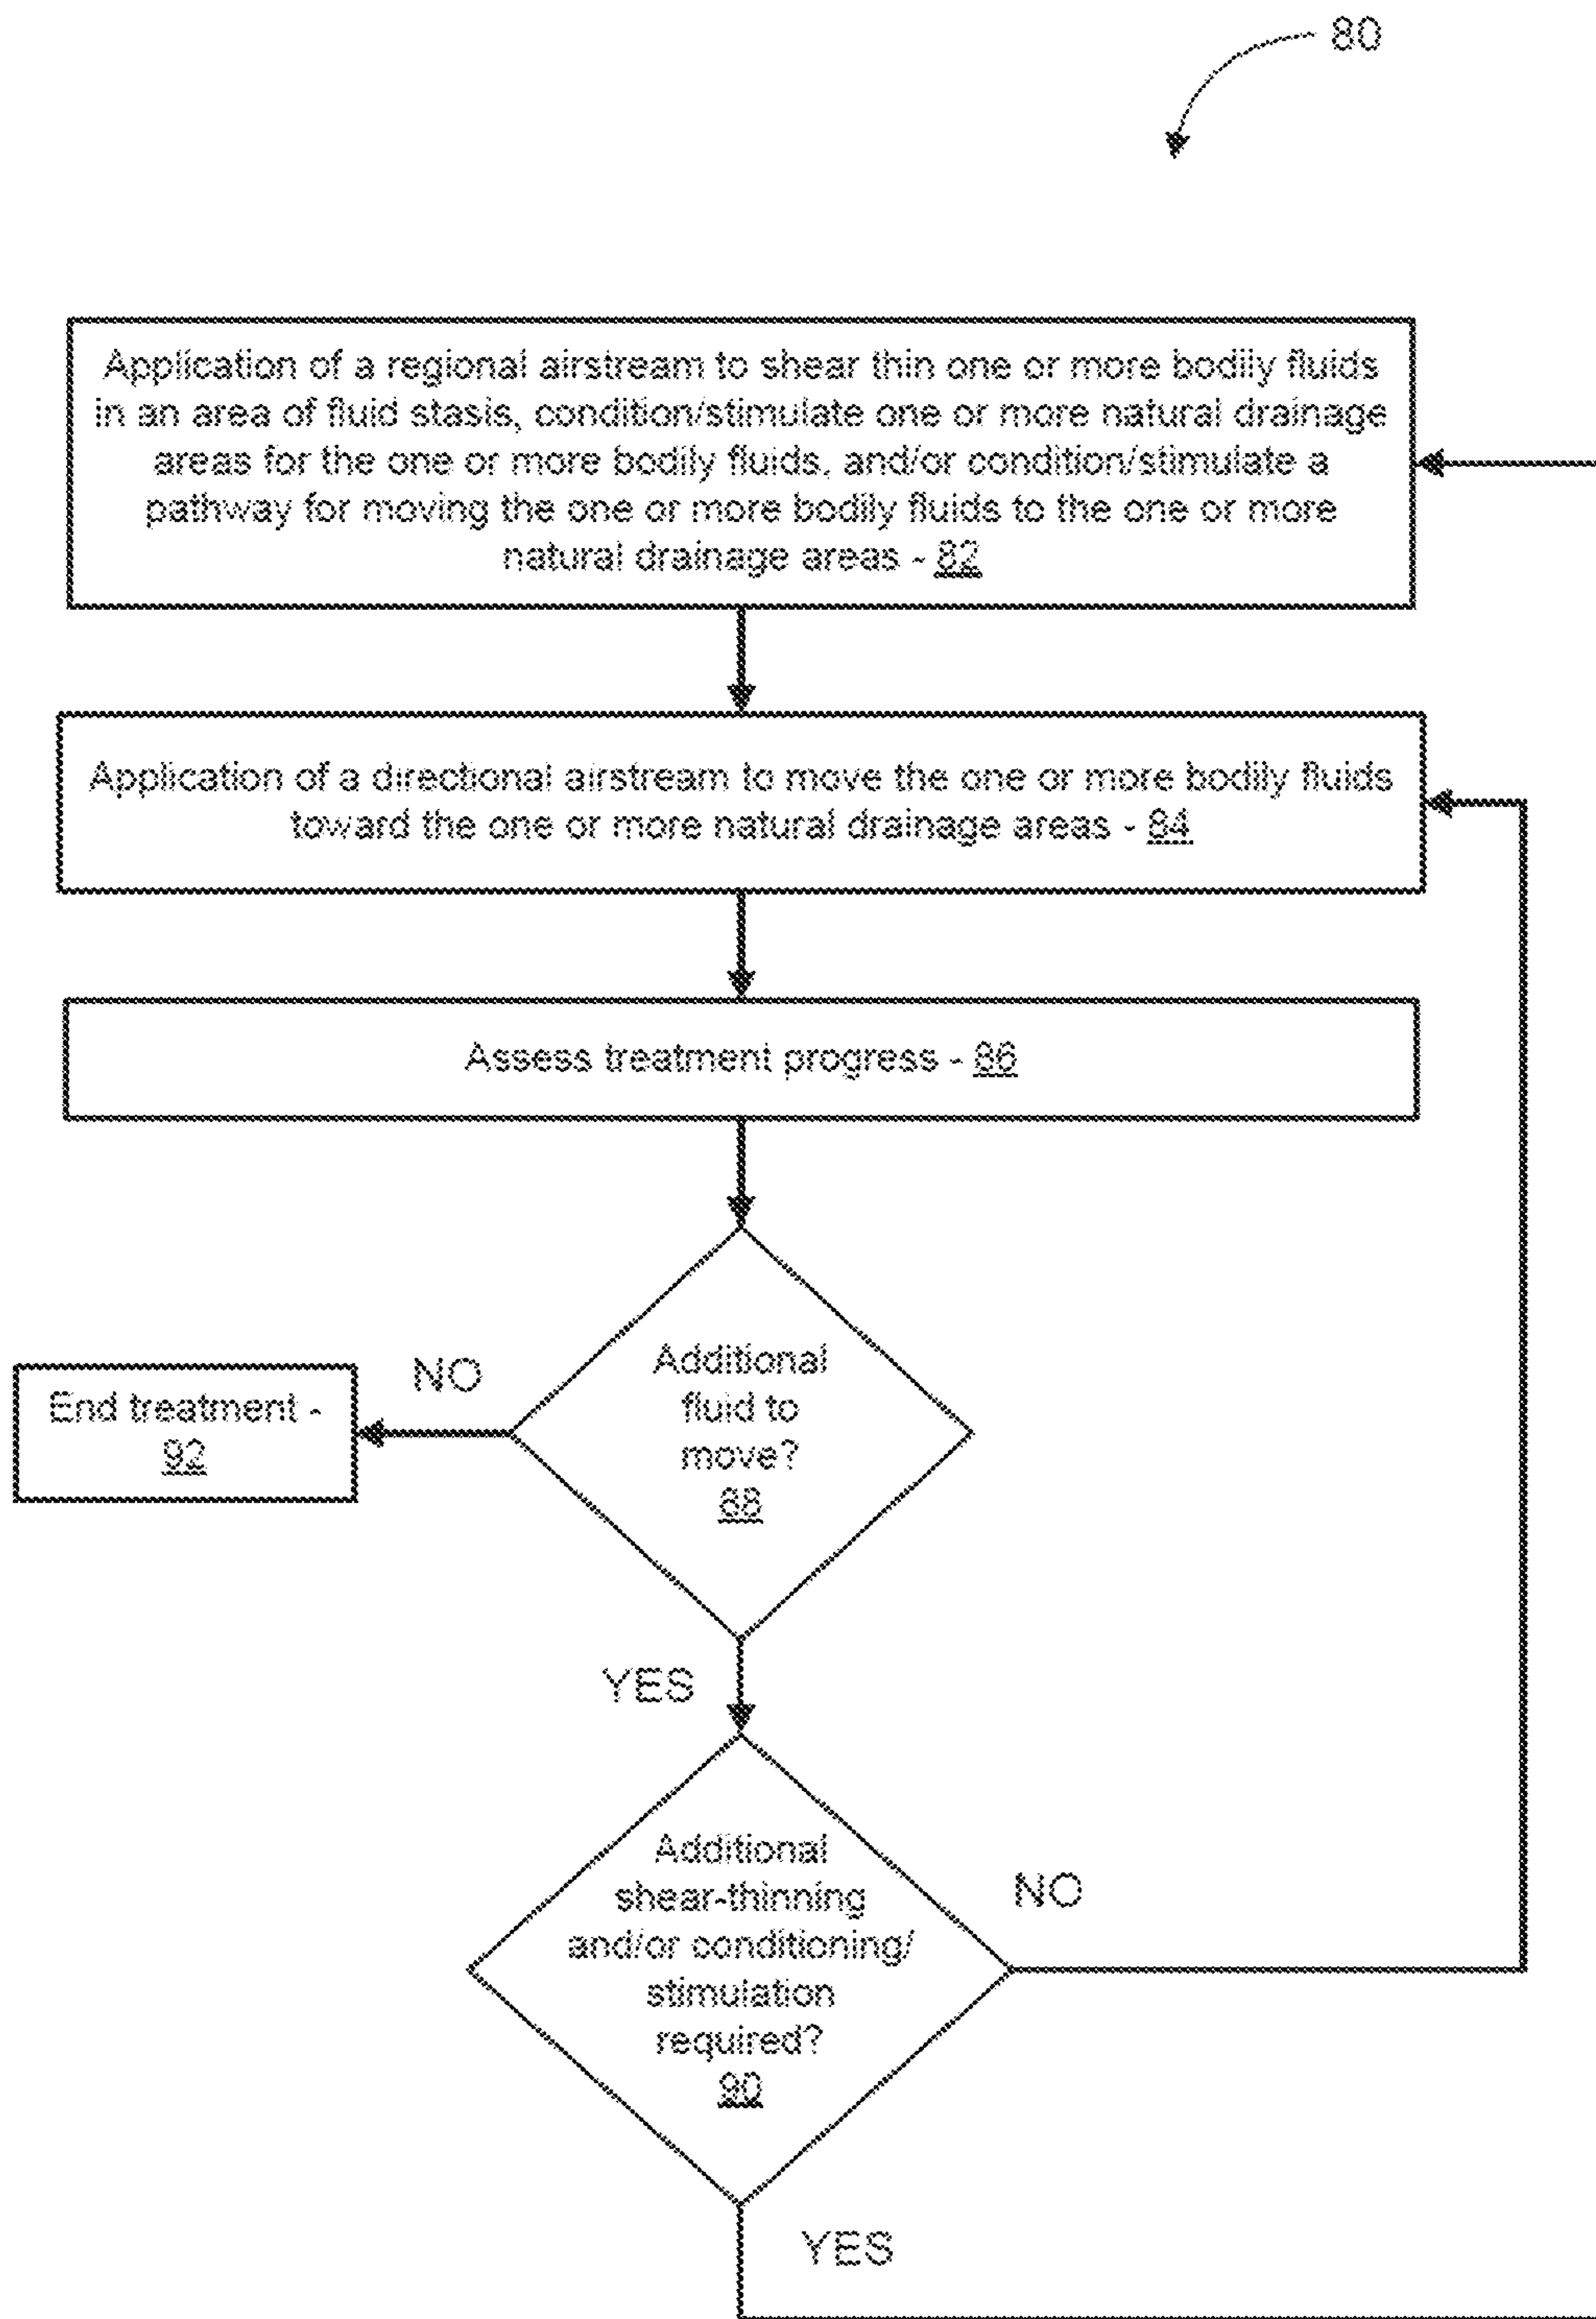 80
Application of a regional airstream to shear thin one or more bodily fluids
in an area of fluid stasis, condition/stimulate one or more natural drainage
areas for the one or more bodily fluids, and/or condition/stimulate a
pathway for moving the one or more bodily fluids to the one or more
natural drainage areas - 82
Application of a directional airstream to move the one or more bodily fluids
toward the one or more natural drainage areas - 84
Assess treatment progress - 86
Additional
fluid to
move?
88
NO
End treatment -
92
YES
Additional
shear-thinning
and/or conditioning/
stimulation
required?
90
NO
YES